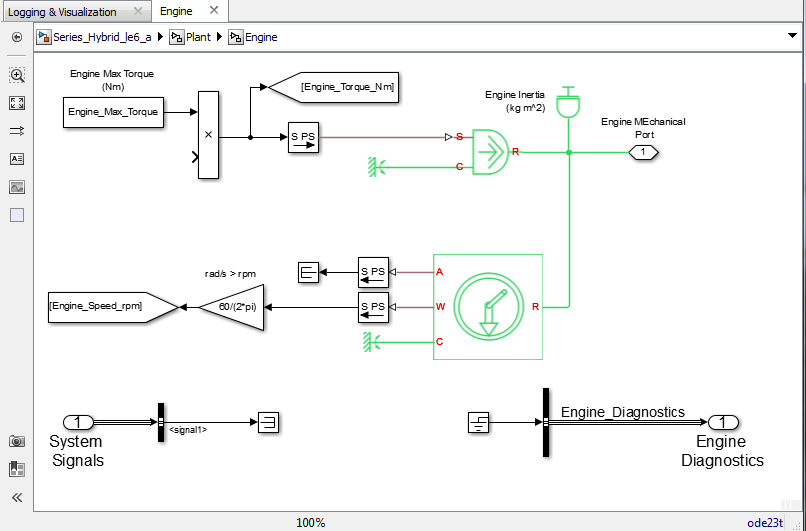 Logging & Visualization
Engine
Series_Hybrid_le6_a
Plant
Engine
Engine Max Torque
(Nm)
Engine_Max_Torque
×
[Engine_Torque_Nm]
S PS
S
C
R
Engine Inertia
(kg m^2)
Engine MEchanical
Port
1
rad/s > rpm
[Engine_Speed_rpm]
60/(2*pi)
S PS
S PS
A
W
C
R
1
System
Signals
<signal1>
Engine_Diagnostics
1
Engine
Diagnostics
100%
ode23t